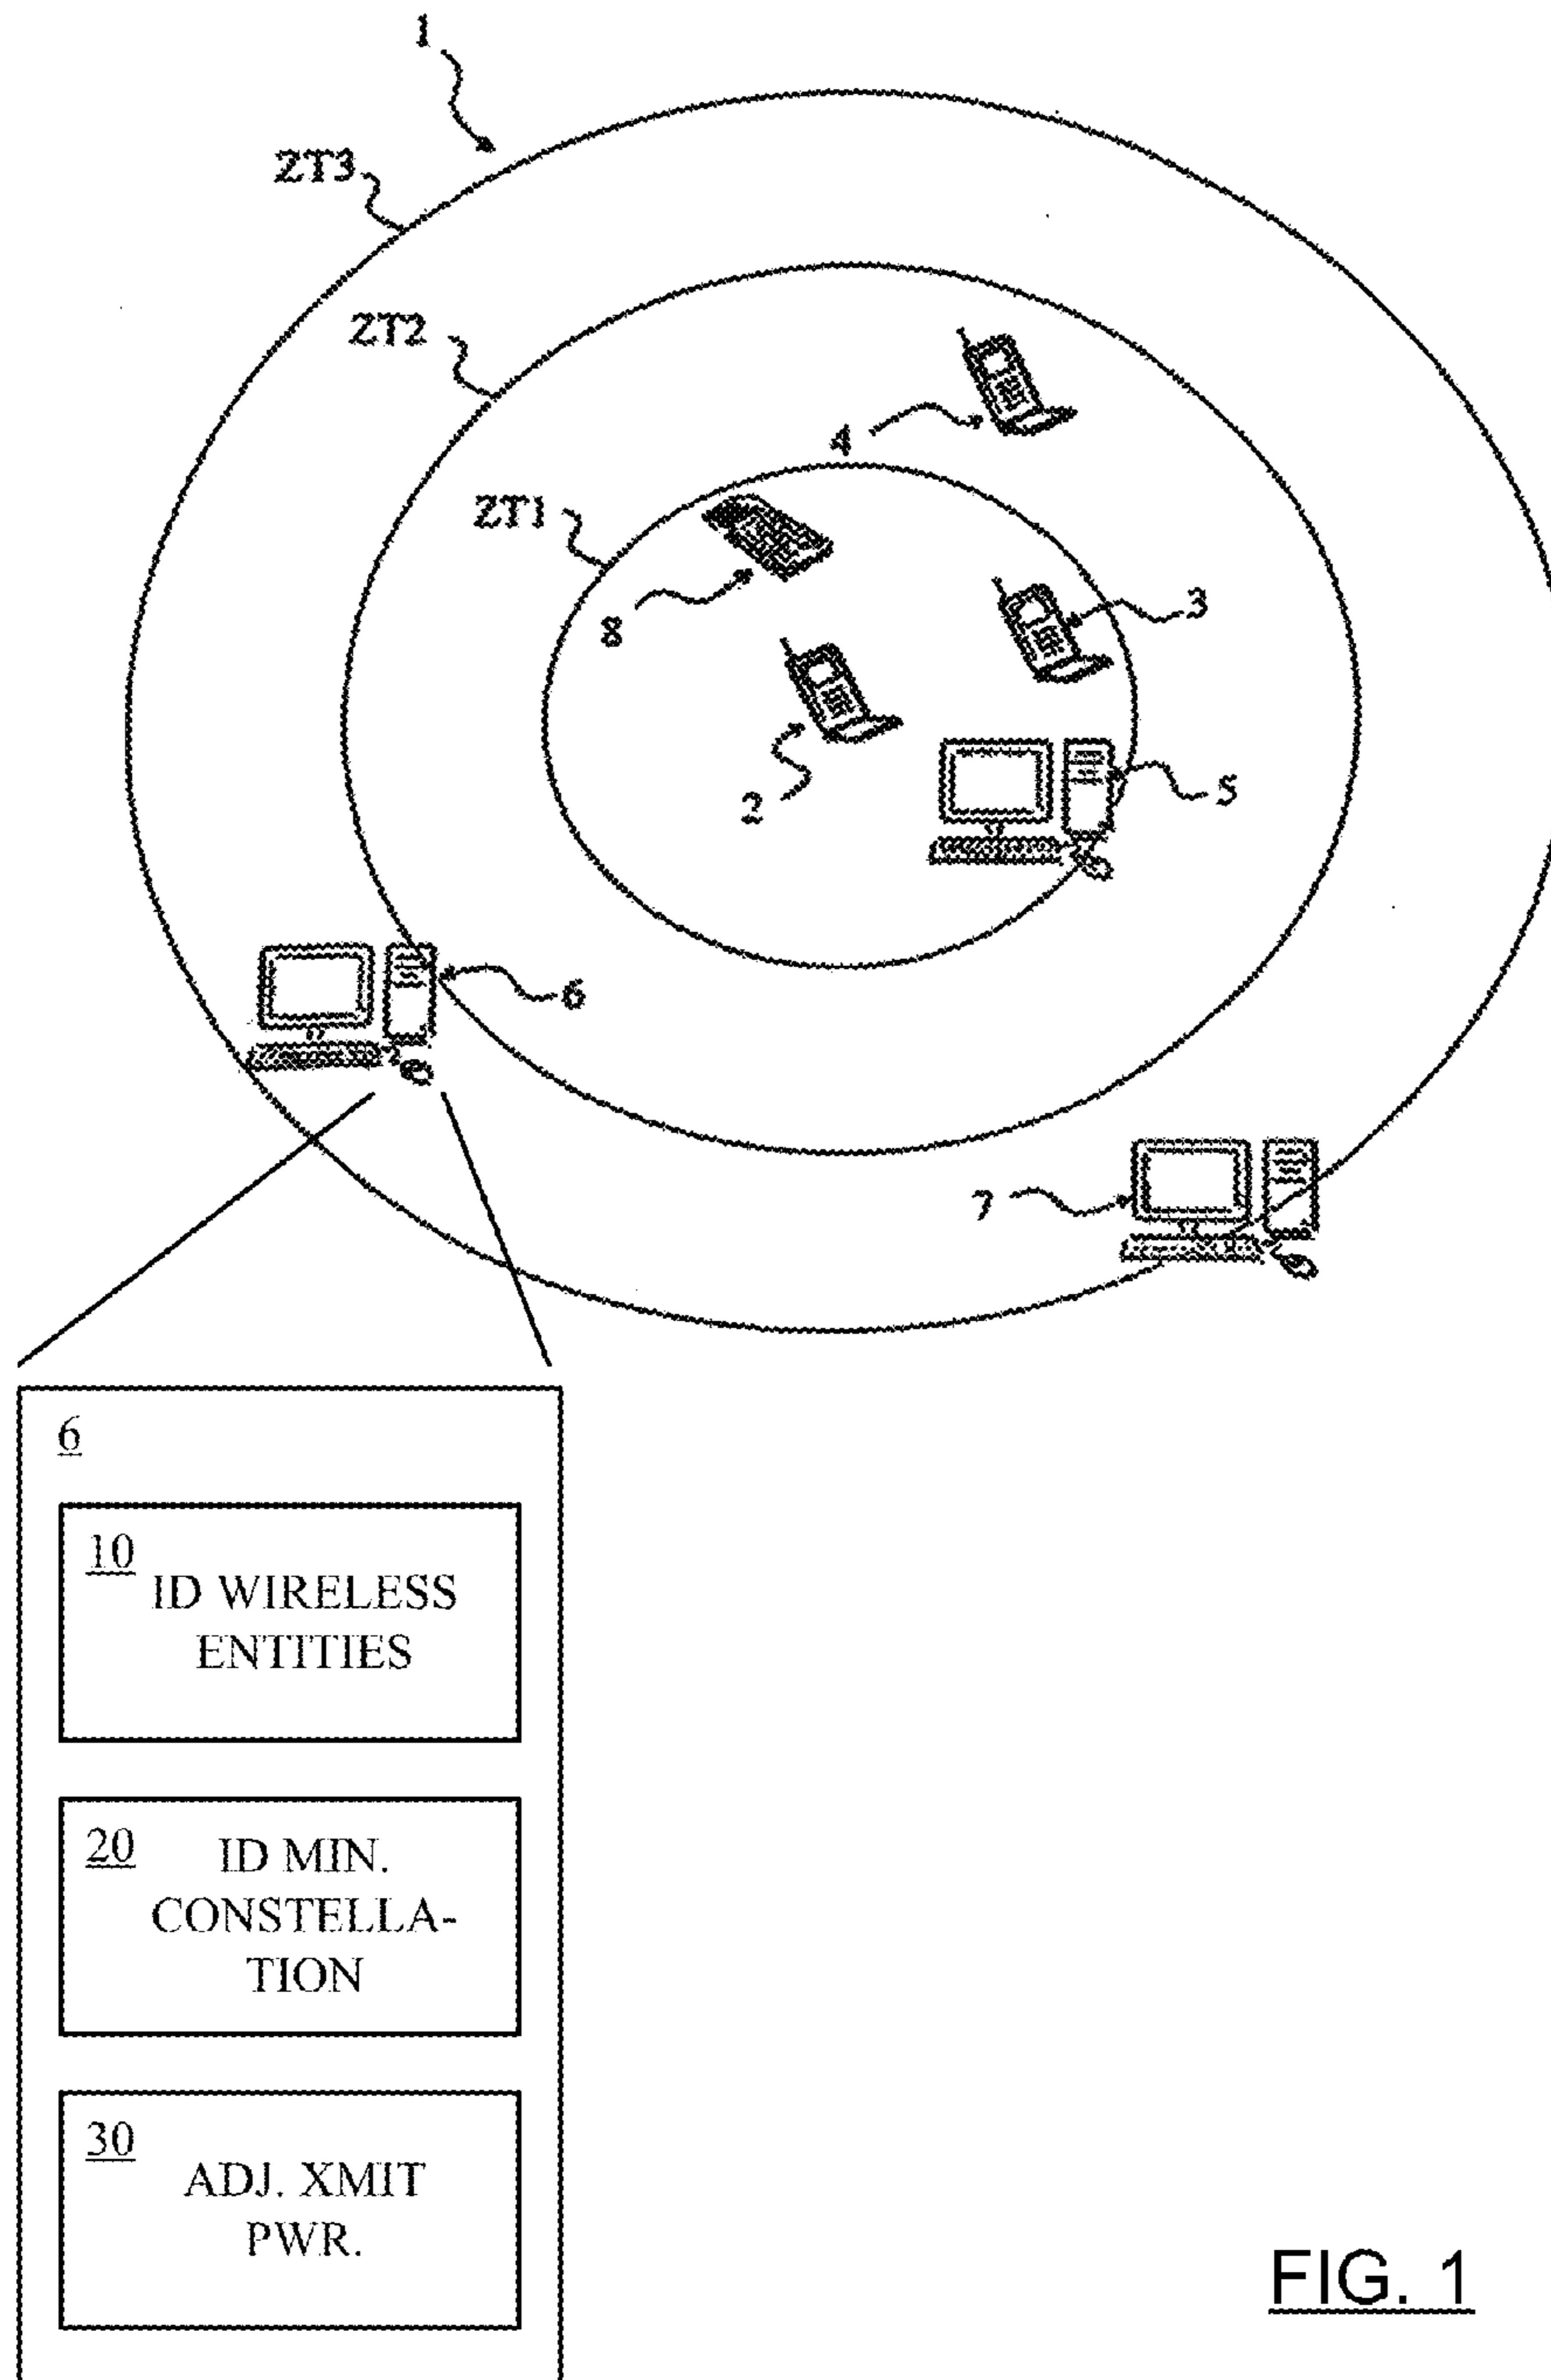 1
ZT3
ZT2
4
ZT1
8
3
2
5
6
7
6
10
ID WIRELESS
ENTITIES
20
ID MIN.
CONSTELLA-
TION
30
ADJ. XMIT
PWR.
FIG. 1